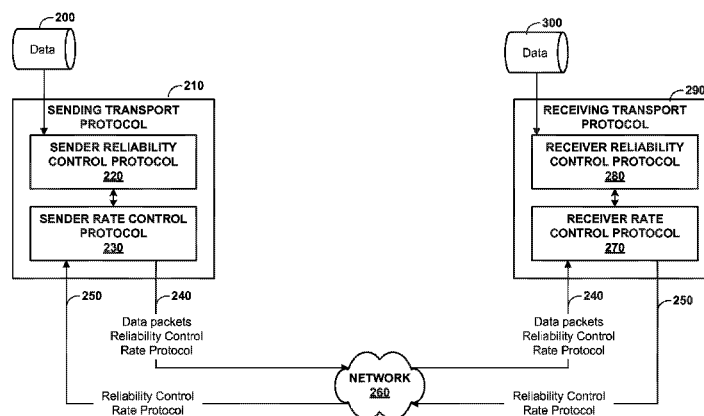 200
Data
210
SENDING TRANSPORT
PROTOCOL
SENDER RELIABILITY
CONTROL PROTOCOL
220
SENDER RATE CONTROL
PROTOCOL
230
250
240
Data packets
Reliability Control
Rate Protocol
Reliability Control
Rate Protocol
NETWORK
260
300
Data
290
RECEIVING TRANSPORT
PROTOCOL
RECEIVER RELIABILITY
CONTROL PROTOCOL
280
RECEIVER RATE
CONTROL PROTOCOL
270
240
250
Data packets
Reliability Control
Rate Protocol
Reliability Control
Rate Protocol